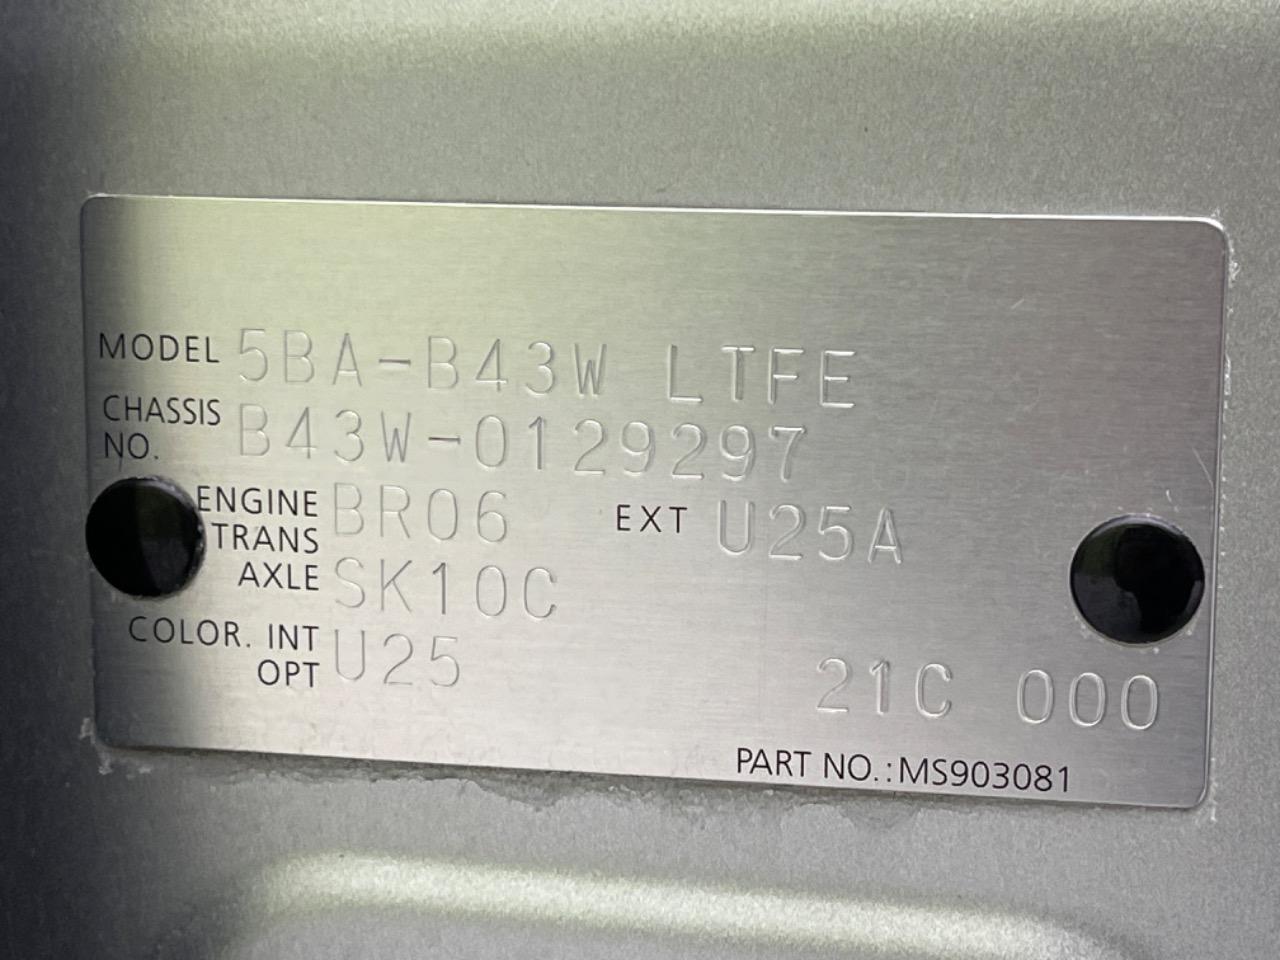 MODEL 5BA-B43W LTFE
CHASSIS NO. B43W-0129297
ENGINE BR06 EXT U25A
TRANS AXLE SK10C
COLOR. INT OPT U25
21C 000
PART NO.:MS903081